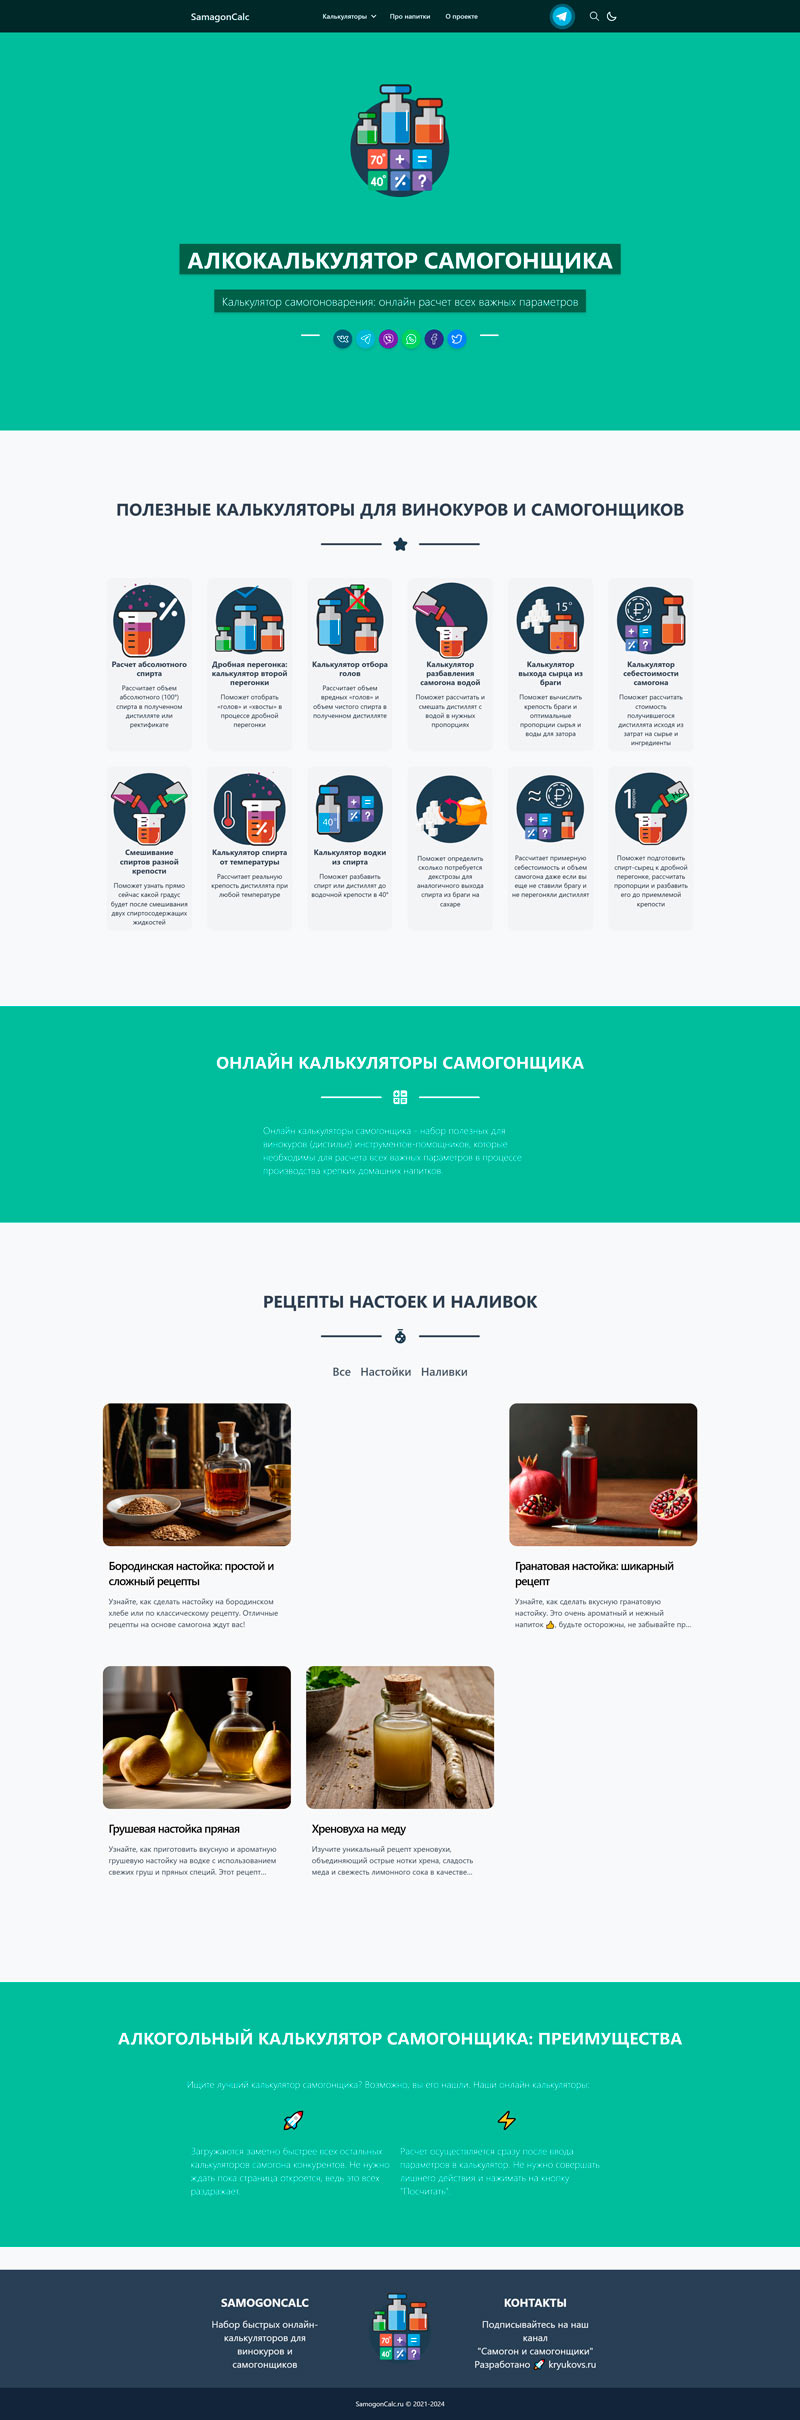 SamagonCalc
Калькуляторы
Про напитки
О проекте
70°
+
=
40°
%
?
АЛКОКАЛЬКУЛЯТОР САМОГОНЩИКА
Калькулятор самогоноварения: онлайн расчет всех важных параметров
ПОЛЕЗНЫЕ КАЛЬКУЛЯТОРЫ ДЛЯ ВИНОКУРОВ И САМОГОНЩИКОВ
%
Расчет абсолютного
спирта
Рассчитает объем
абсолютного (100°)
спирта в полученном
дистилляте или
ректификате
Дробная перегонка:
калькулятор второй
перегонки
Поможет отобрать
«голов» и «хвосты» в
процессе дробной
перегонки
Калькулятор отбора
голов
Рассчитает объем
вредных «голов» и
объем чистого спирта в
полученном дистилляте
Калькулятор
разбавления
самогона водой
Поможет рассчитать и
смешать дистиллят с
водой в нужных
пропорциях
15°
Калькулятор
выхода сырца из
браги
Поможет вычислить
крепость браги и
оптимальные
пропорции сырья и
воды для затора
₽
Калькулятор
себестоимости
самогона
Поможет рассчитать
стоимость
получившегося
дистиллята исходя из
затрат на сырье и
ингредиенты
Смешивание
спиртов разной
крепости
Поможет узнать прямо
сейчас какой градус
будет после смешивания
двух спиртосодержащих
жидкостей
%
Калькулятор спирта
от температуры
Рассчитает реальную
крепость дистиллята при
любой температуре
40°
Калькулятор водки
из спирта
Поможет разбавить
спирт или дистиллят до
водочной крепости в 40°
Поможет определить
сколько потребуется
декстрозы для
аналогичного выхода
спирта из браги на
сахаре
≈ ₽
Рассчитает примерную
себестоимость и объем
самогона даже если вы
еще не ставили брагу и
не перегоняли дистиллят
1
H₂O
Поможет подготовить
спирт-сырец к дробной
перегонке, рассчитать
пропорции и разбавить
его до приемлемой
крепости
ОНЛАЙН КАЛЬКУЛЯТОРЫ САМОГОНЩИКА
Онлайн калькуляторы самогонщика - набор полезных для
винокуров (дистилье) инструментов-помощников, которые
необходимы для расчета всех важных параметров в процессе
производства крепких домашних напитков.
РЕЦЕПТЫ НАСТОЕК И НАЛИВОК
Все Настойки Наливки
Бородинская настойка: простой и
сложный рецепты
Узнайте, как сделать настойку на бородинском
хлебе или по классическому рецепту. Отличные
рецепты на основе самогона ждут вас!
Гранатовая настойка: шикарный
рецепт
Узнайте, как сделать вкусную гранатовую
настойку. Это очень ароматный и нежный
напиток 👍, будьте осторожны, не забывайте пр...
Грушевая настойка пряная
Узнайте, как приготовить вкусную и ароматную
грушевую настойку на водке с использованием
свежих груш и пряных специй. Этот рецепт...
Хреновуха на меду
Изучите уникальный рецепт хреновухи,
объединяющий острые нотки хрена, сладость
меда и свежесть лимонного сока в качестве...
АЛКОГОЛЬНЫЙ КАЛЬКУЛЯТОР САМОГОНЩИКА: ПРЕИМУЩЕСТВА
Ищите лучший калькулятор самогонщика? Возможно, вы его нашли. Наши онлайн калькуляторы:
Загружаются заметно быстрее всех остальных
калькуляторов самогона конкурентов. Не нужно
ждать пока страница откроется, ведь это всех
раздражает.
Расчет осуществляется сразу после ввода
параметров в калькулятор. Не нужно совершать
лишнего действия и нажимать на кнопку
"Посчитать".
SAMOGONCALC
Набор быстрых онлайн-
калькуляторов для
винокуров и
самогонщиков
70°
+
=
40°
%
?
КОНТАКТЫ
Подписывайтесь на наш
канал
"Самогон и самогонщики"
Разработано 🚀 kryukovs.ru
SamogonCalc.ru © 2021-2024